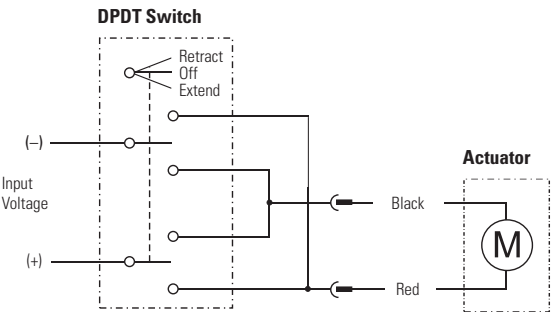 DPDT Switch
Retract
Off
Extend
(–)
Input
Voltage
(+)
Actuator
Black
M
Red